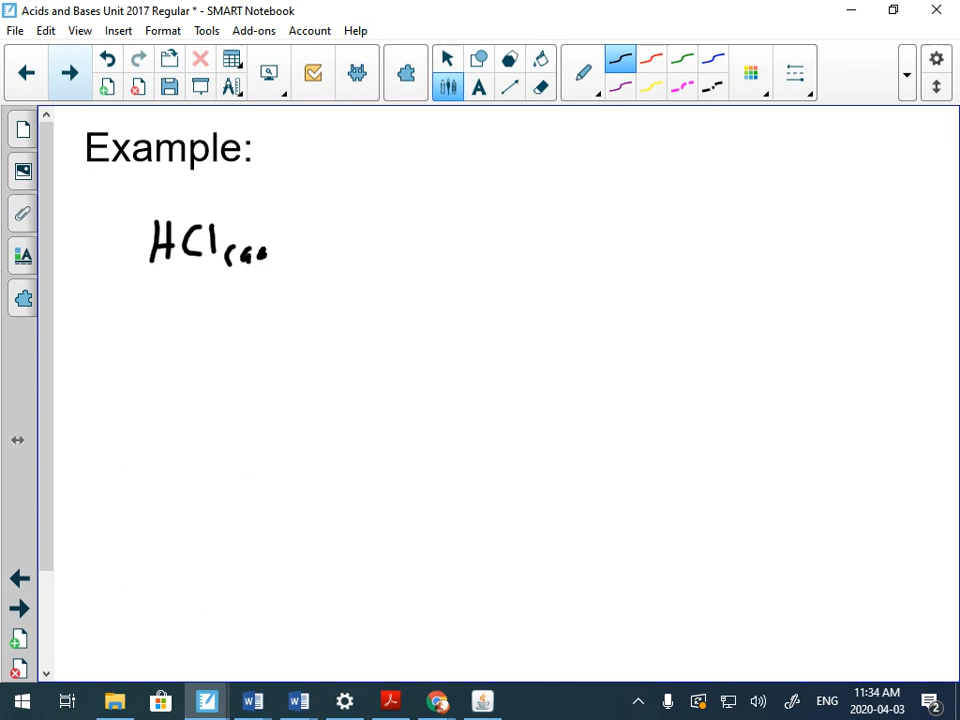 Acids and Bases Unit 2017 Regular * - SMART Notebook
File Edit View Insert Format Tools Add-ons Account Help
Example:
HCl
ENG
11:34 AM
2020-04-03
2